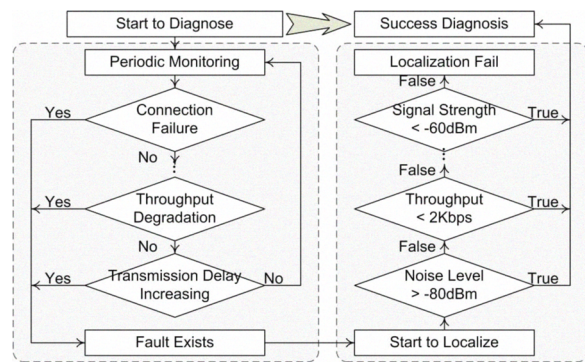 Start to Diagnose
Success Diagnosis
Periodic Monitoring
Localization Fail
False
Yes
Connection
Failure
Signal Strength
< -60dBm
True
No
False
Yes
Throughput
Degradation
Throughput
< 2Kbps
True
No
False
Yes
Transmission Delay
Increasing
No
Noise Level
> -80dBm
True
Fault Exists
Start to Localize